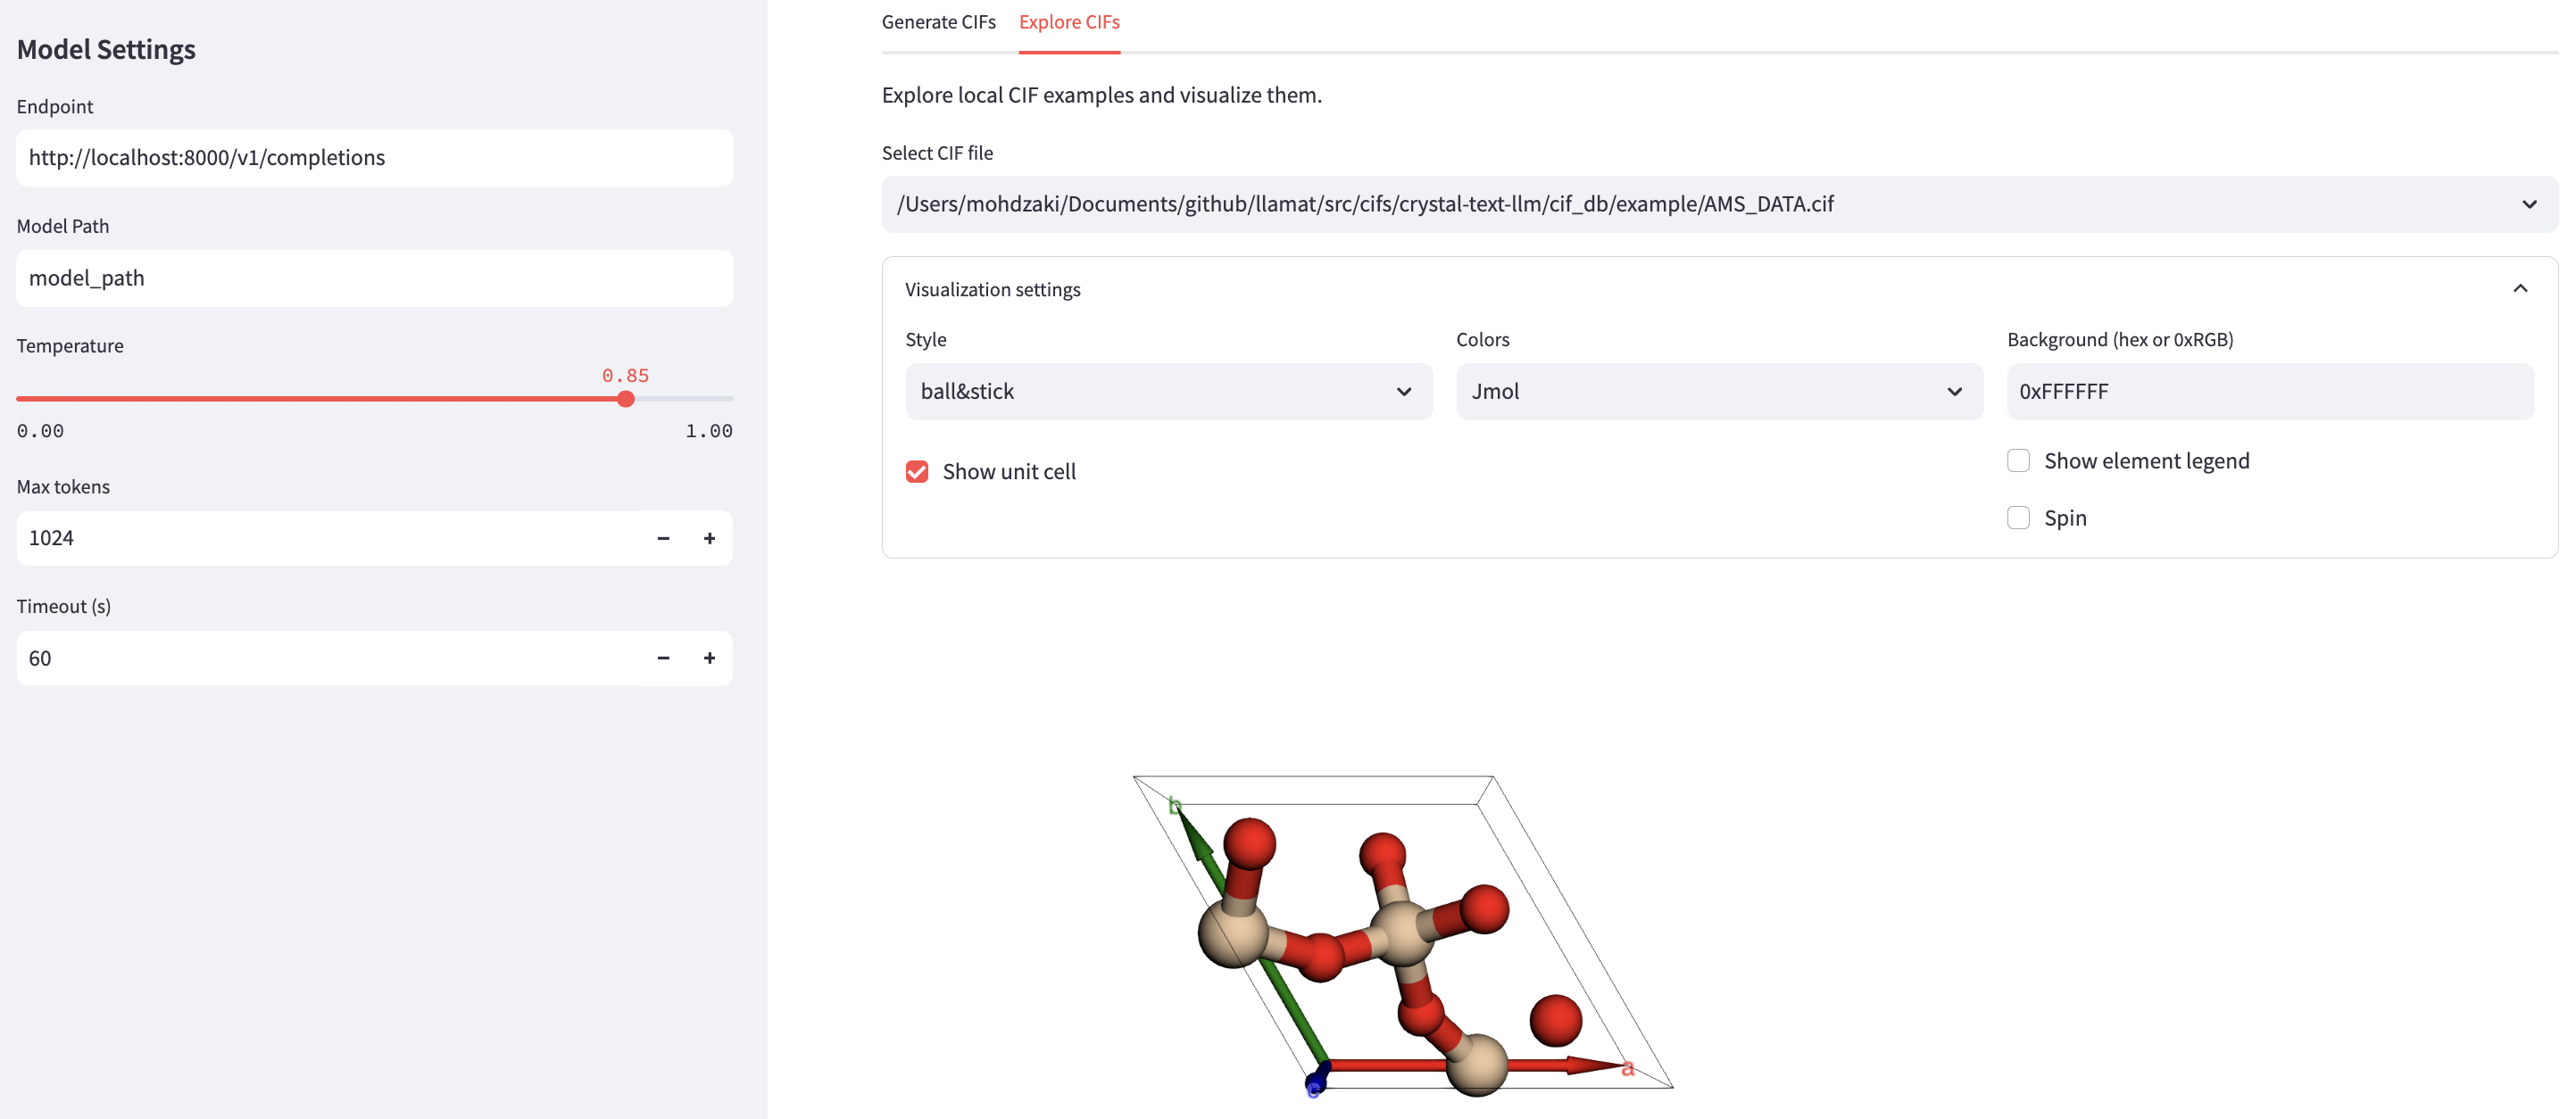 Model Settings
Endpoint
http://localhost:8000/v1/completions
Model Path
model_path
Temperature
0.85
0.00 1.00
Max tokens
1024
Timeout (s)
60
Generate CIFs Explore CIFs
Explore local CIF examples and visualize them.
Select CIF file
/Users/mohdzaki/Documents/github/llamat/src/cifs/crystal-text-llm/cif_db/example/AMS_DATA.cif
Visualization settings
Style Colors Background (hex or 0xRGB)
ball&stick Jmol 0xFFFFFF
Show unit cell
Show element legend
Spin
b
a
c